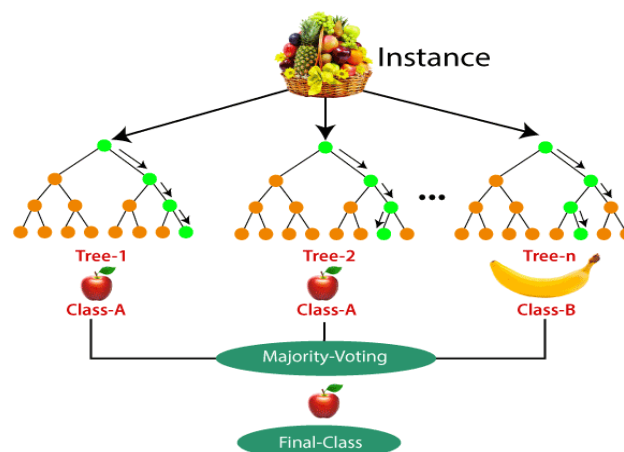 Instance
...
Tree-1
Tree-2
Tree-n
Class-A
Class-A
Class-B
Majority-Voting
Final-Class